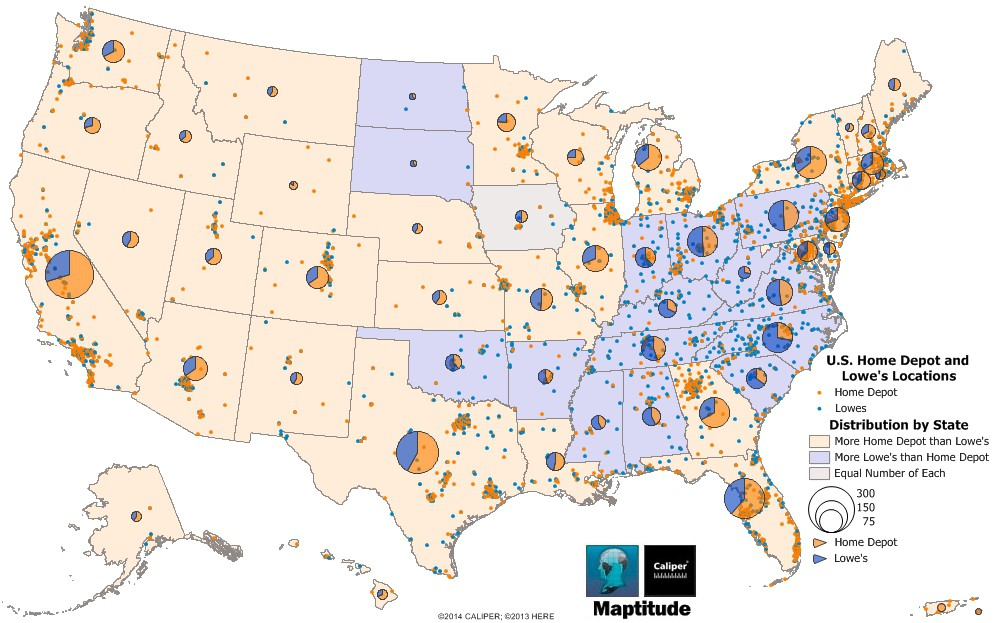 U.S. Home Depot and
Lowe's Locations
Home Depot
Lowes
Distribution by State
More Home Depot than Lowe's
More Lowe's than Home Depot
Equal Number of Each
300
150
75
Home Depot
Lowe's
Caliper
Maptitude
©2014 CALIPER; ©2013 HERE